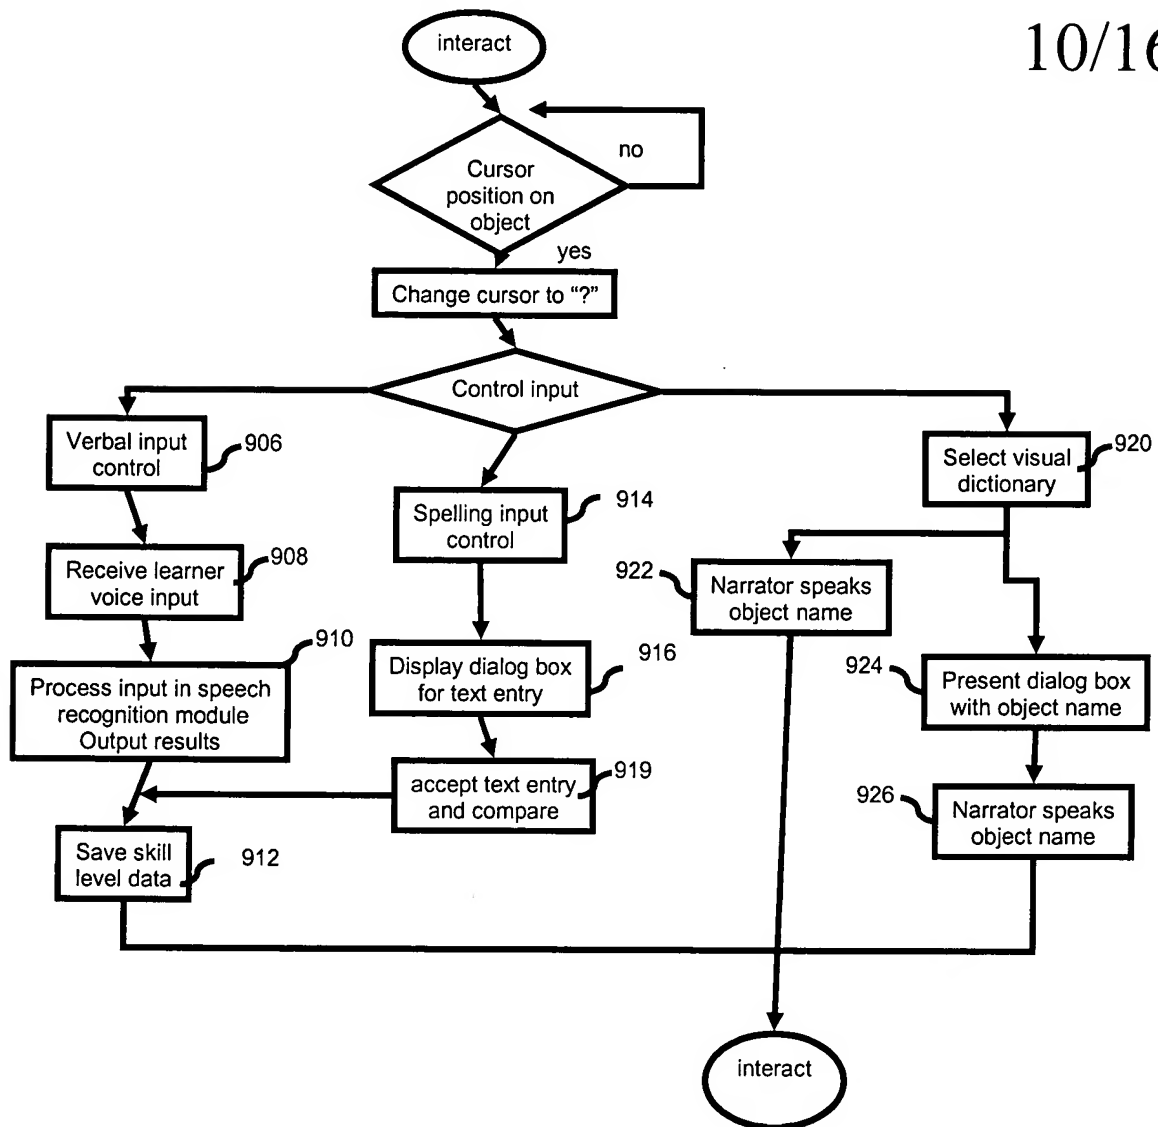 interact
10/16
no
Cursor
position on
object
yes
Change cursor to “?”
Control input
Verbal input
control
906
Select visual
dictionary
920
Spelling input
control
914
Receive learner
voice input
908
922
Narrator speaks
object name
910
Process input in speech
recognition module
Output results
Display dialog box
for text entry
916
924
Present dialog box
with object name
accept text entry
and compare
919
926
Narrator speaks
object name
Save skill
level data
912
interact